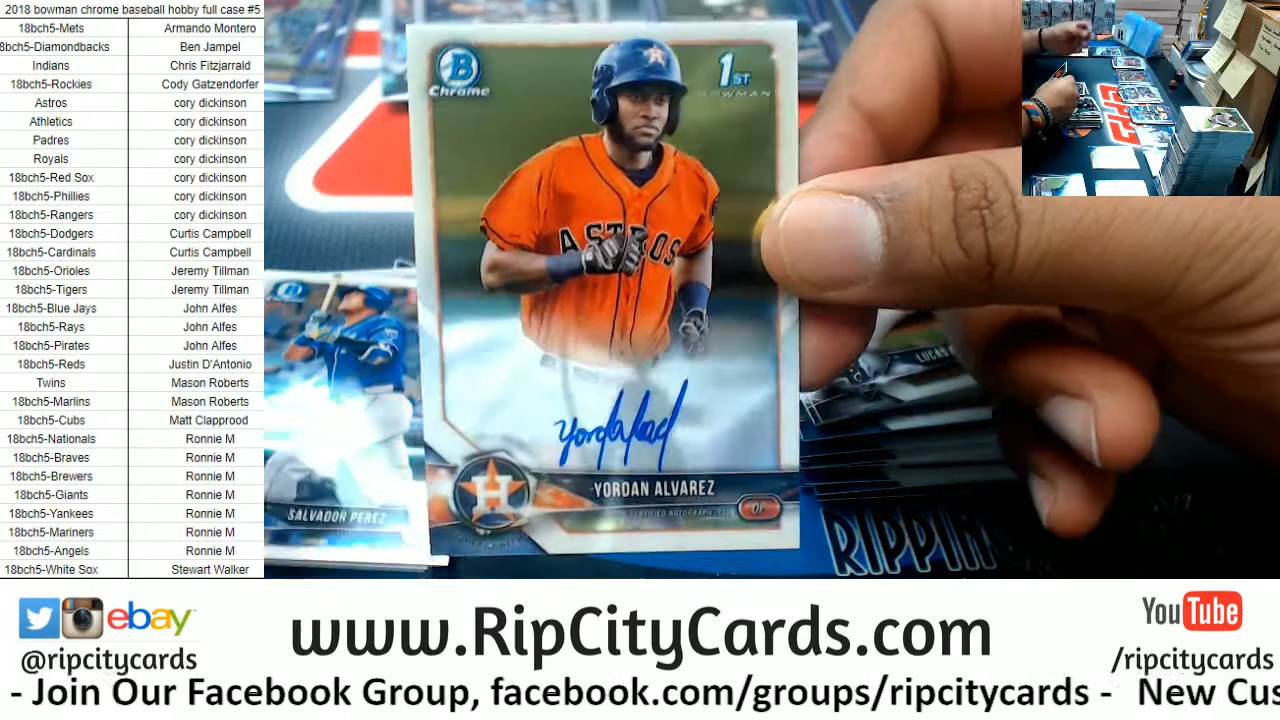 2018 bowman chrome baseball hobby full case #5
18bch5-Mets Armando Montero
8bch5-Diamondbacks Ben Jampel
Indians Chris Fitzjarrald
18bch5-Rockies Cody Gatzendorfer
Astros cory dickinson
Athletics cory dickinson
Padres cory dickinson
Royals cory dickinson
18bch5-Red Sox cory dickinson
18bch5-Phillies cory dickinson
18bch5-Rangers cory dickinson
18bch5-Dodgers Curtis Campbell
18bch5-Cardinals Curtis Campbell
18bch5-Orioles Jeremy Tillman
18bch5-Tigers Jeremy Tillman
18bch5-Blue Jays John Alfes
18bch5-Rays John Alfes
18bch5-Pirates John Alfes
18bch5-Reds Justin D'Antonio
Twins Mason Roberts
18bch5-Marlins Mason Roberts
18bch5-Cubs Matt Clapprood
18bch5-Nationals Ronnie M
18bch5-Braves Ronnie M
18bch5-Brewers Ronnie M
18bch5-Giants Ronnie M
18bch5-Yankees Ronnie M
18bch5-Mariners Ronnie M
18bch5-Angels Ronnie M
18bch5-White Sox Stewart Walker
B
Chrome
1ST
BOWMAN
ASTROS
H
YORDAN ALVAREZ
CERTIFIED AUTOGRAPH
OF
SALVADOR PEREZ
LUCAS
RIPPIN
ebay
@ripcitycards
www.RipCityCards.com
YouTube
/ripcitycards
- Join Our Facebook Group, facebook.com/groups/ripcitycards - New Cus